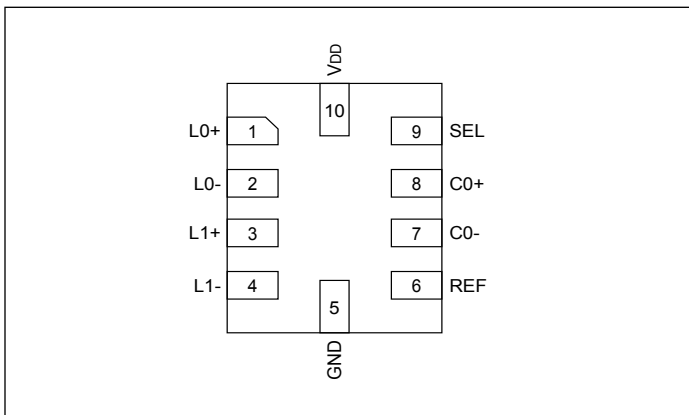 VDD
10
L0+ 1
9 SEL
L0- 2
8 C0+
L1+ 3
7 C0-
L1- 4
6 REF
5
GND